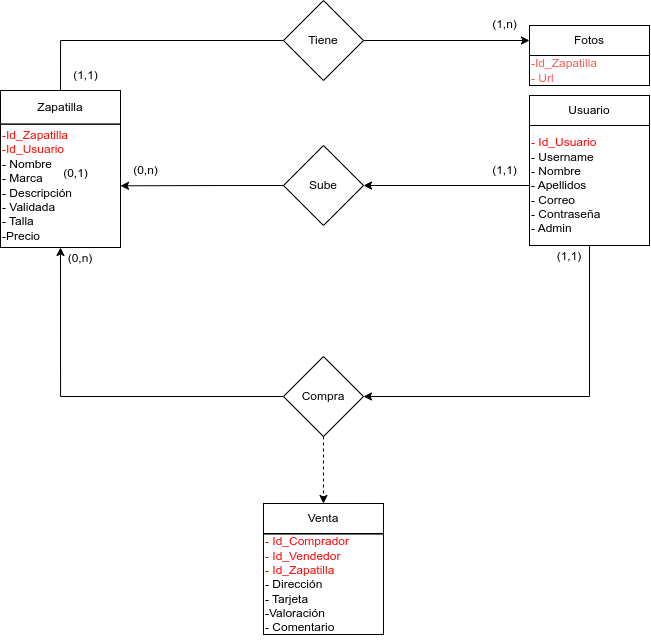 Tiene
(1,n)
Fotos
-Id_Zapatilla
- Url
(1,1)
Zapatilla
-Id_Zapatilla
-Id_Usuario
- Nombre
- Marca
- Descripción
- Validada
- Talla
-Precio
(0,1)
(0,n)
Sube
(1,1)
Usuario
- Id_Usuario
- Username
- Nombre
- Apellidos
- Correo
- Contraseña
- Admin
(0,n)
(1,1)
Compra
Venta
- Id_Comprador
- Id_Vendedor
- Id_Zapatilla
- Dirección
- Tarjeta
-Valoración
- Comentario